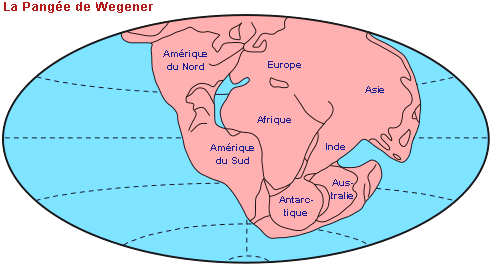 La Pangée de Wegener
Amérique
du Nord
Europe
Asie
Afrique
Amérique
du Sud
Inde
Aus-
tralie
Antarc-
tique